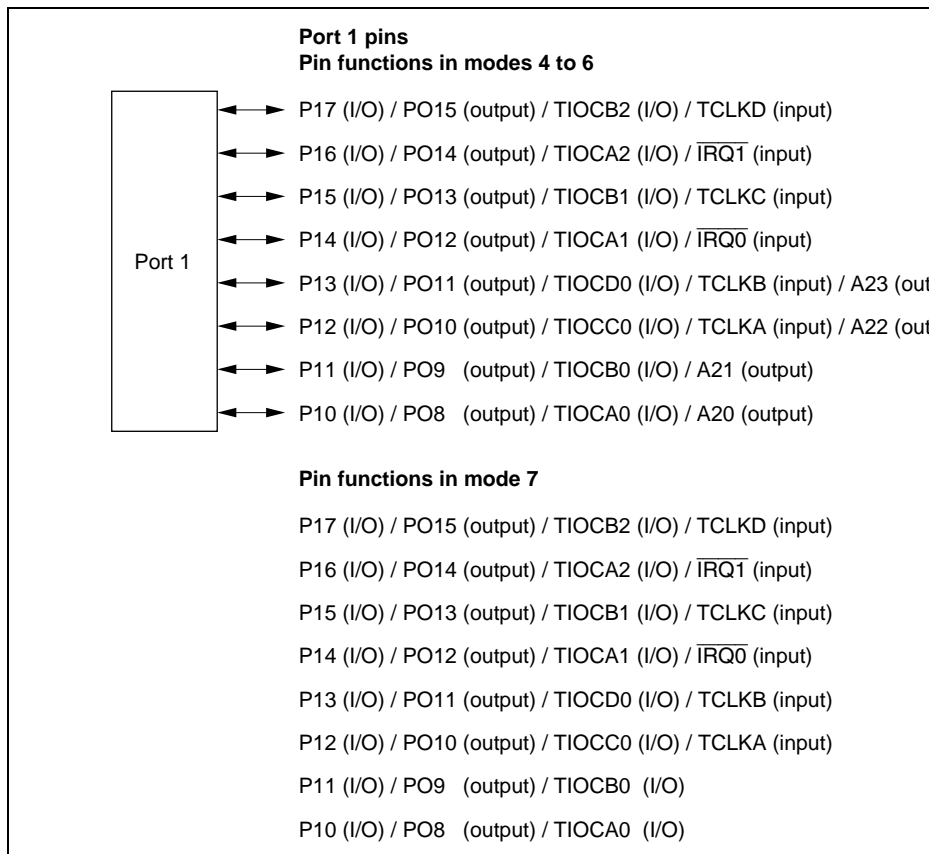 Port 1 pins
Pin functions in modes 4 to 6
P17 (I/O) / PO15 (output) / TIOCB2 (I/O) / TCLKD (input)
P16 (I/O) / PO14 (output) / TIOCA2 (I/O) / IRQ1 (input)
P15 (I/O) / PO13 (output) / TIOCB1 (I/O) / TCLKC (input)
P14 (I/O) / PO12 (output) / TIOCA1 (I/O) / IRQ0 (input)
Port 1
P13 (I/O) / PO11 (output) / TIOCD0 (I/O) / TCLKB (input) / A23 (out
P12 (I/O) / PO10 (output) / TIOCC0 (I/O) / TCLKA (input) / A22 (out
P11 (I/O) / PO9 (output) / TIOCB0 (I/O) / A21 (output)
P10 (I/O) / PO8 (output) / TIOCA0 (I/O) / A20 (output)
Pin functions in mode 7
P17 (I/O) / PO15 (output) / TIOCB2 (I/O) / TCLKD (input)
P16 (I/O) / PO14 (output) / TIOCA2 (I/O) / IRQ1 (input)
P15 (I/O) / PO13 (output) / TIOCB1 (I/O) / TCLKC (input)
P14 (I/O) / PO12 (output) / TIOCA1 (I/O) / IRQ0 (input)
P13 (I/O) / PO11 (output) / TIOCD0 (I/O) / TCLKB (input)
P12 (I/O) / PO10 (output) / TIOCC0 (I/O) / TCLKA (input)
P11 (I/O) / PO9 (output) / TIOCB0 (I/O)
P10 (I/O) / PO8 (output) / TIOCA0 (I/O)